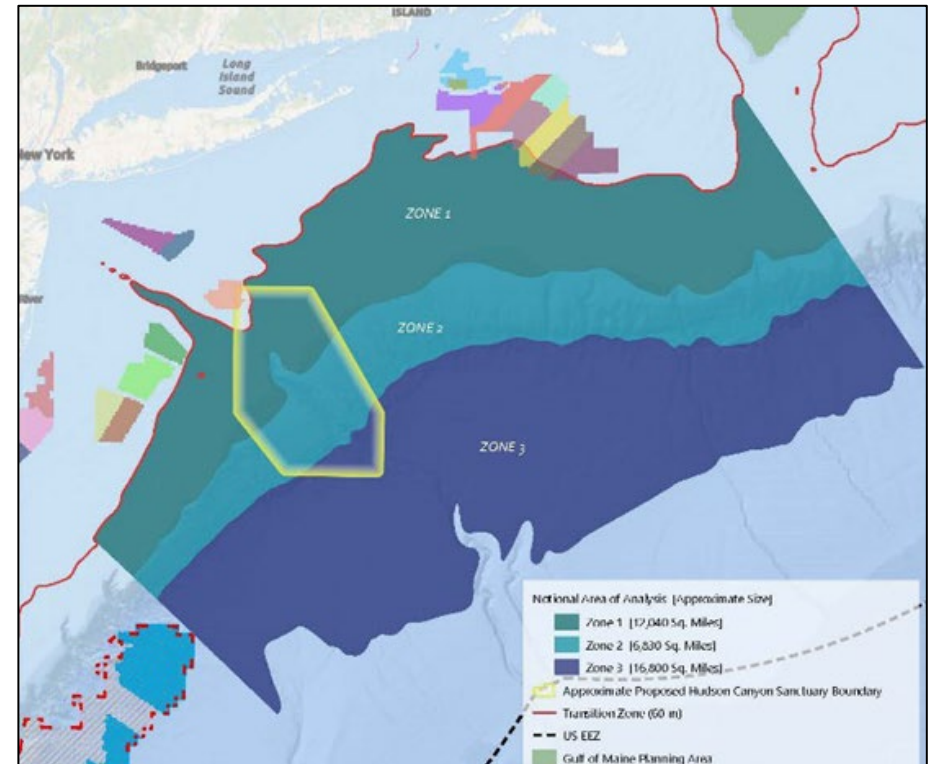 ISLAND
Bridgeport
Long
Island
Sound
New York
ZONE 1
River
ZONE 2
ZONE 3
Notional Area of Analysis [Approximate Size]
Zone 1 [12,040 Sq. Miles]
Zone 2 [6,830 Sq. Miles]
Zone 3 [16,800 Sq. Miles]
Approximate Proposed Hudson Canyon Sanctuary Boundary
Transition Zone (60 m)
US EEZ
Gulf of Maine Planning Area